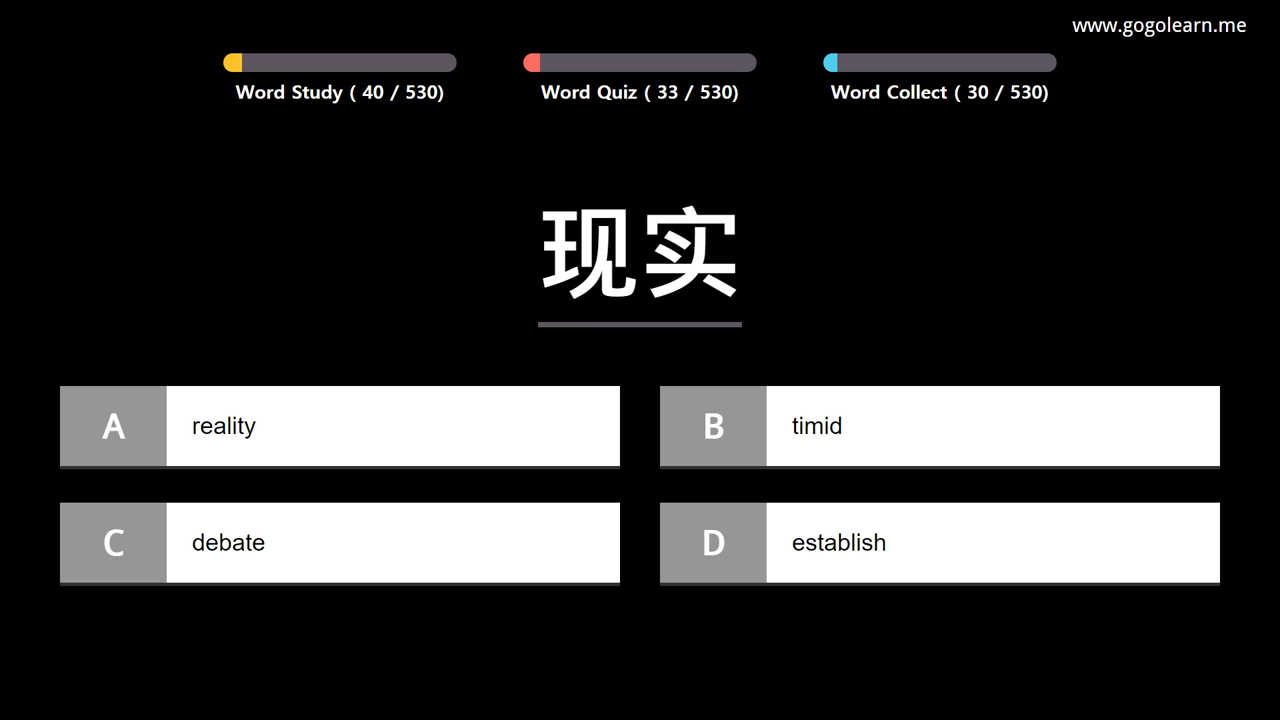 www.gogolearn.me
Word Study ( 40 / 530)
Word Quiz ( 33 / 530)
Word Collect ( 30 / 530)
现实
A reality
B timid
C debate
D establish